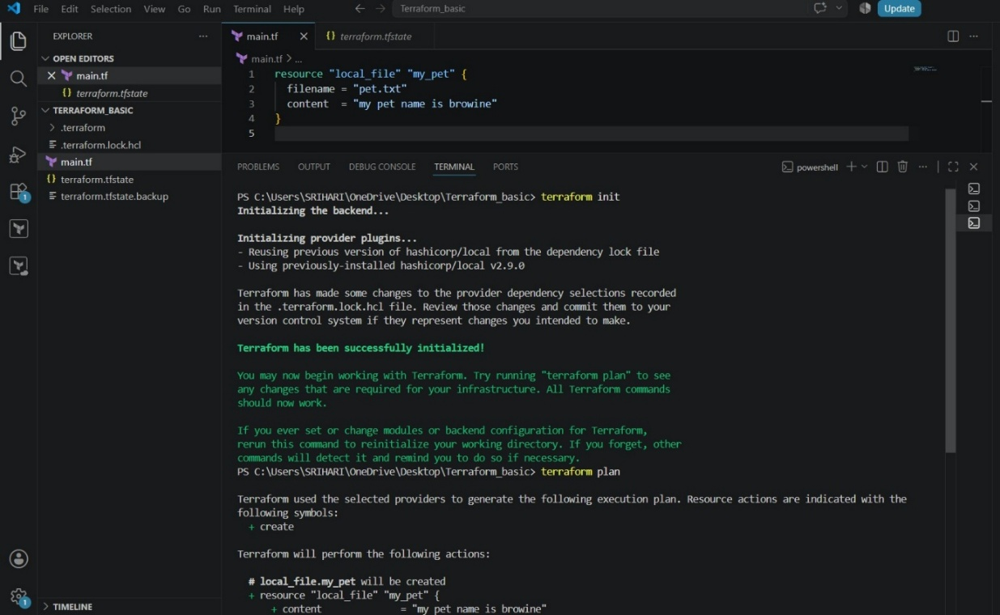 File Edit Selection View Go Run Terminal Help
Terraform_basic
Update
EXPLORER
OPEN EDITORS
main.tf
terraform.tfstate
TERRAFORM_BASIC
.terraform
.terraform.lock.hcl
main.tf
terraform.tfstate
terraform.tfstate.backup
TIMELINE
1
1
main.tf
terraform.tfstate
main.tf > ...
1 resource "local_file" "my_pet" {
2 filename = "pet.txt"
3 content = "my pet name is browine"
4 }
5
PROBLEMS OUTPUT DEBUG CONSOLE TERMINAL PORTS
powershell
PS C:\Users\SRIHARI\OneDrive\Desktop\Terraform_basic> terraform init
Initializing the backend...
Initializing provider plugins...
- Reusing previous version of hashicorp/local from the dependency lock file
- Using previously-installed hashicorp/local v2.9.0
Terraform has made some changes to the provider dependency selections recorded
in the .terraform.lock.hcl file. Review those changes and commit them to your
version control system if they represent changes you intended to make.
Terraform has been successfully initialized!
You may now begin working with Terraform. Try running "terraform plan" to see
any changes that are required for your infrastructure. All Terraform commands
should now work.
If you ever set or change modules or backend configuration for Terraform,
rerun this command to reinitialize your working directory. If you forget, other
commands will detect it and remind you to do so if necessary.
PS C:\Users\SRIHARI\OneDrive\Desktop\Terraform_basic> terraform plan
Terraform used the selected providers to generate the following execution plan. Resource actions are indicated with the
following symbols:
+ create
Terraform will perform the following actions:
# local_file.my_pet will be created
+ resource "local_file" "my_pet" {
+ content = "my pet name is browine"